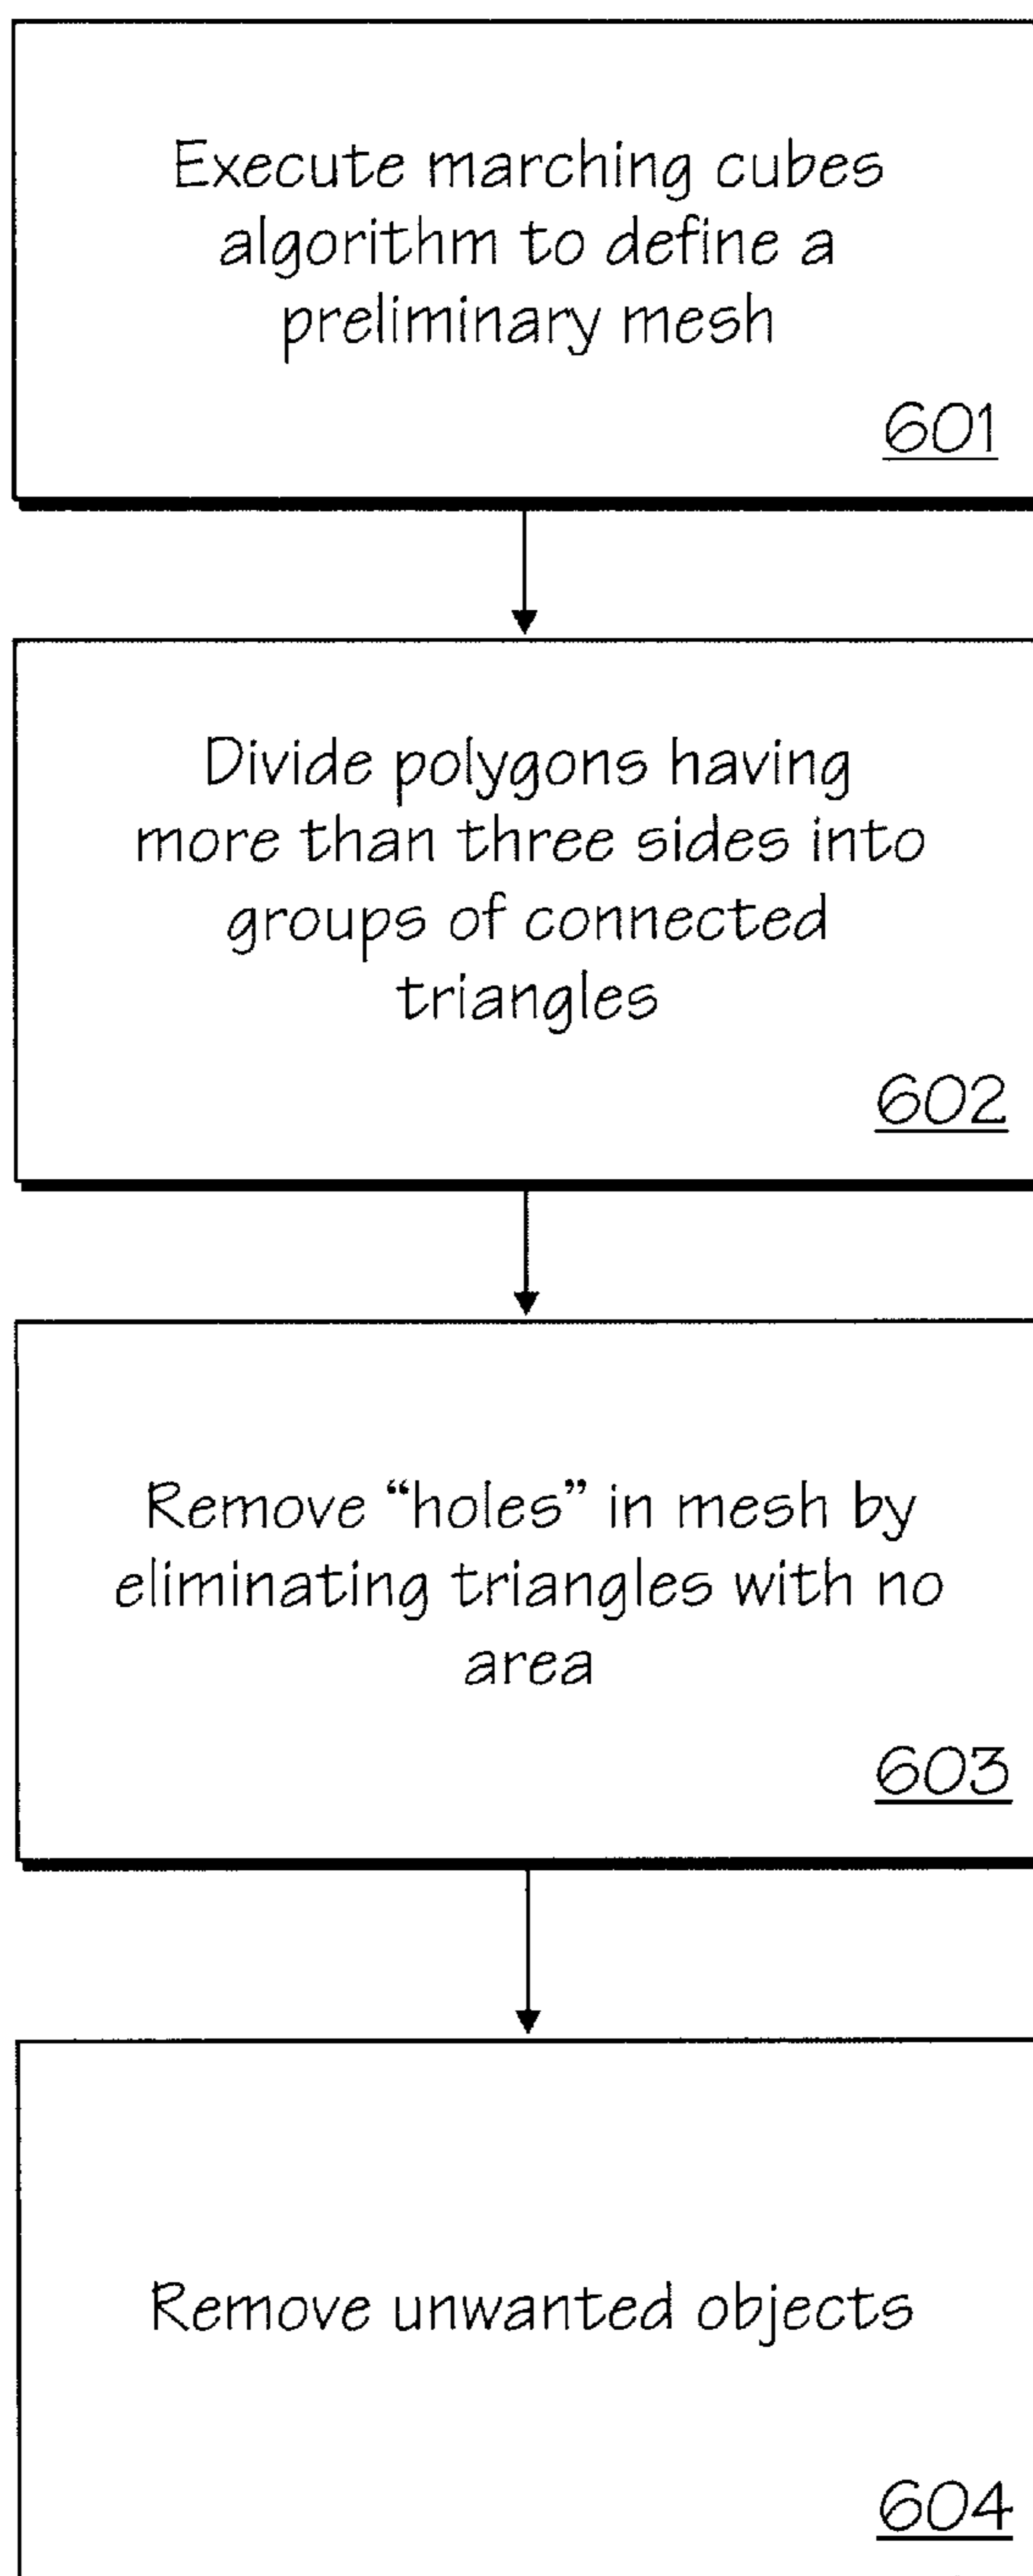 Execute marching cubes
algorithm to define a
preliminary mesh
601
Divide polygons having
more than three sides into
groups of connected
triangles
602
Remove “holes” in mesh by
eliminating triangles with no
area
603
Remove unwanted objects
604